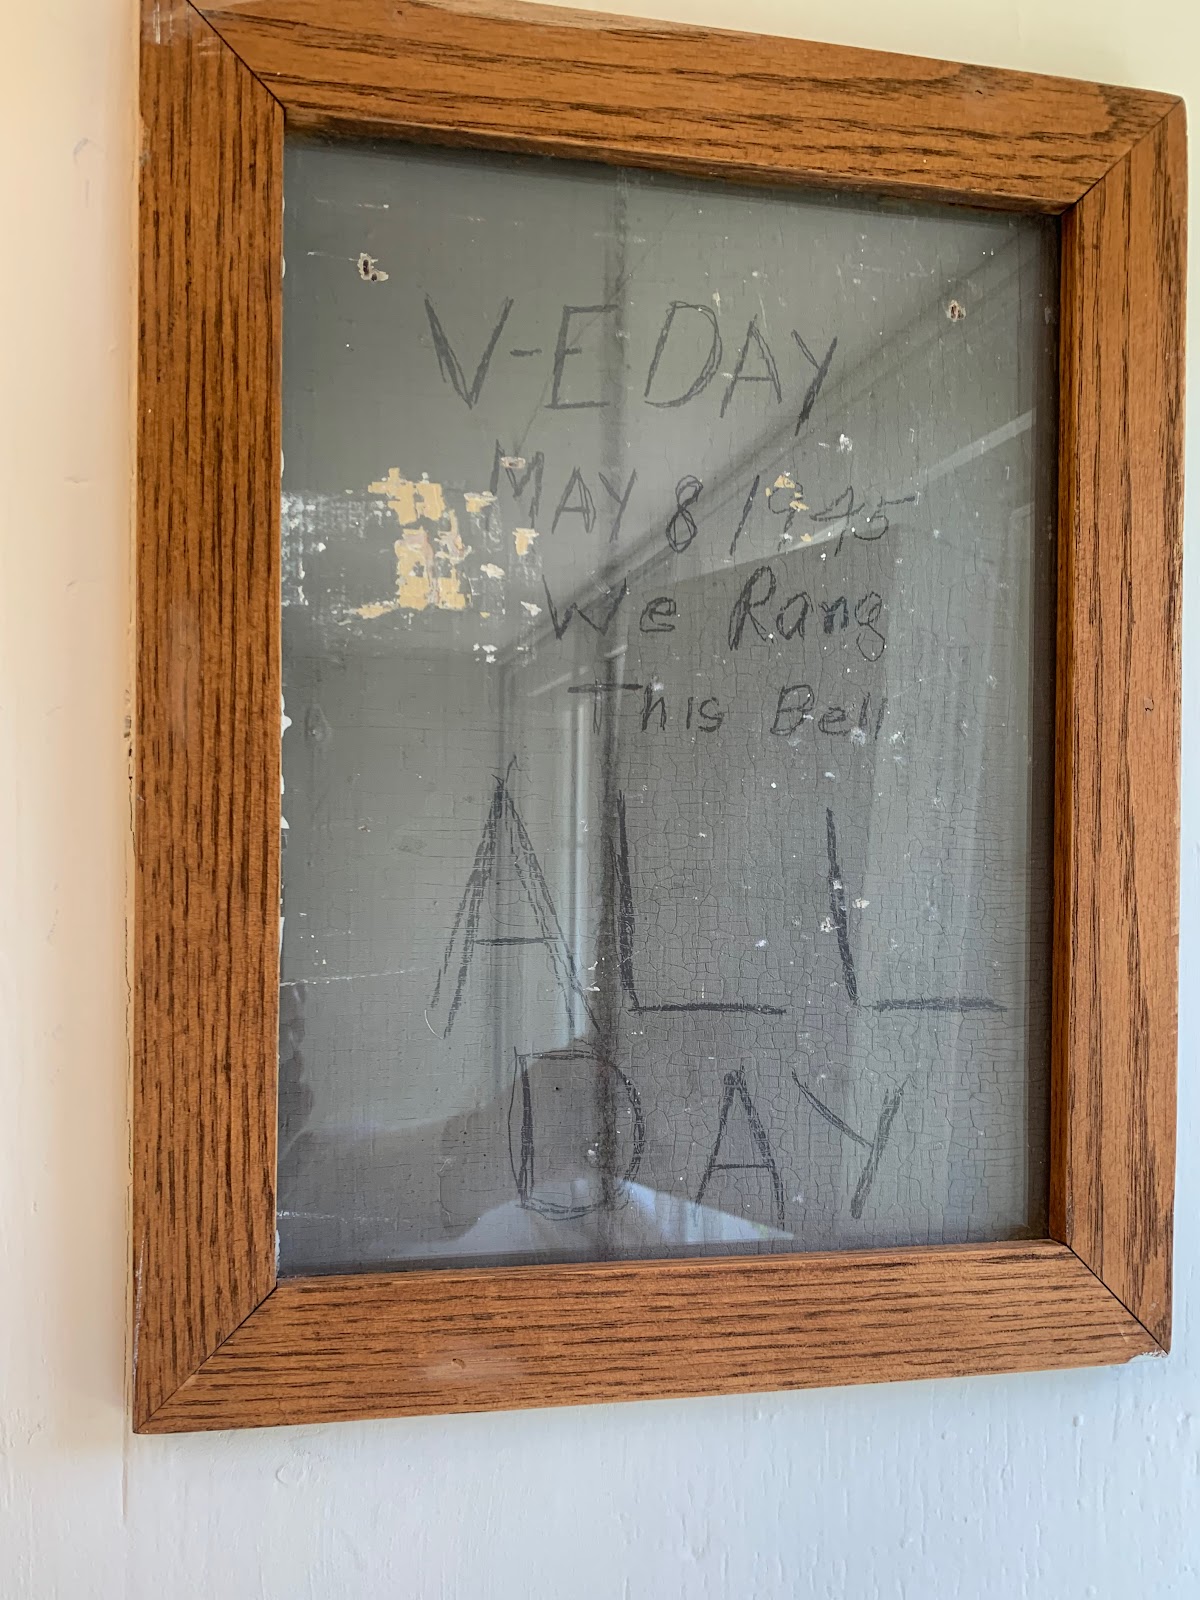 V-E DAY
MAY 8 1945
We Rang
This Bell
ALL
DAY